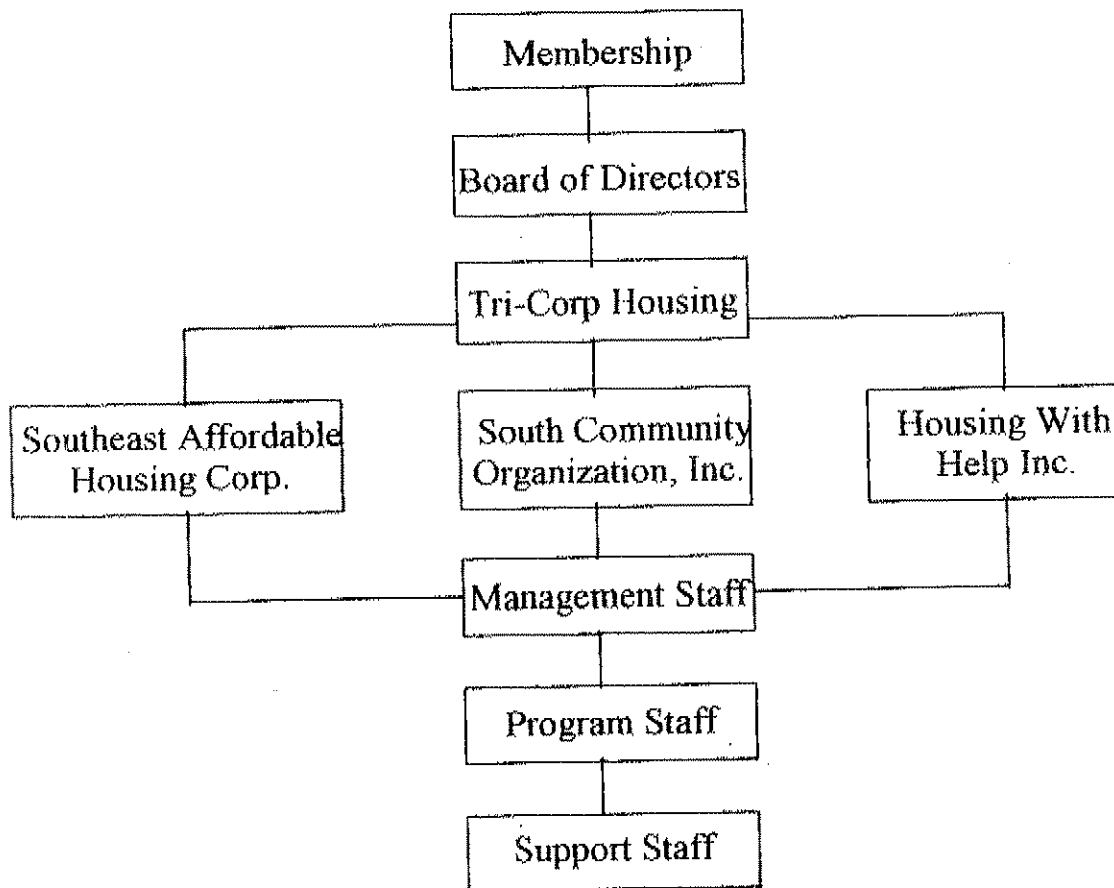 Membership
Board of Directors
Tri-Corp Housing
Southeast Affordable
Housing Corp.
South Community
Organization, Inc.
Housing With
Help Inc.
Management Staff
Program Staff
Support Staff